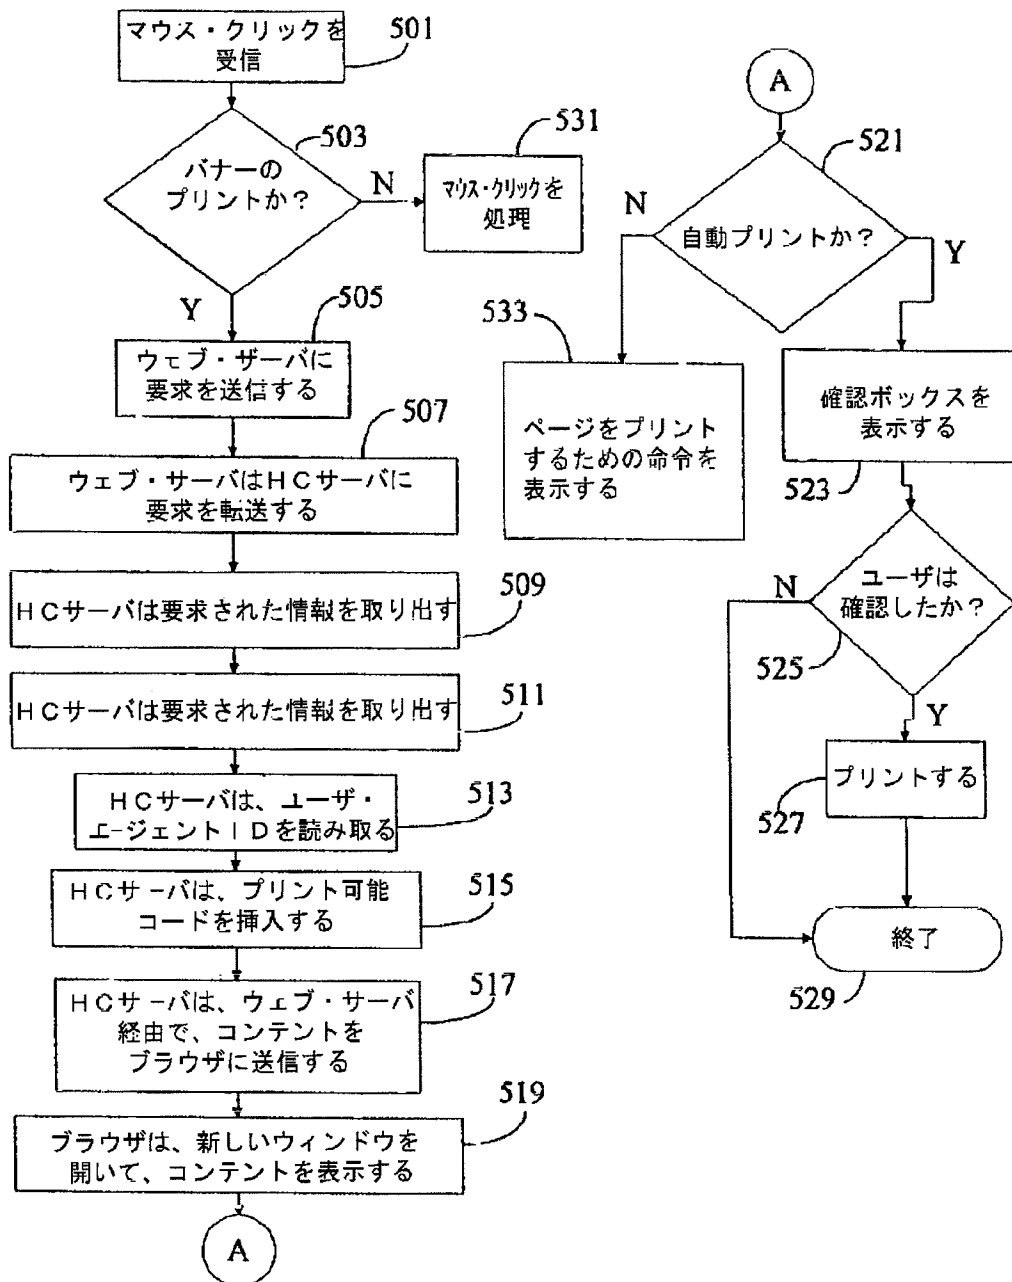 マウス・クリックを
受信
501
503
バナーの
プリントか？
N
531
マウス・クリックを
処理
Y
505
ウェブ・ザーバに
要求を送信する
507
ウェブ・サーバはＨＣサーバに
要求を転送する
ＨＣサーバは要求された情報を取り出す
509
ＨＣサーバは要求された情報を取り出す
511
ＨＣサーバは、ユーザ・
エージェントＩＤを読み取る
513
ＨＣサーバは、プリント可能
コードを挿入する
515
ＨＣサーバは、ウェブ・サーバ
経由で、コンテントを
ブラウザに送信する
517
519
ブラウザは、新しいウィンドウを
開いて、コンテントを表示する
A
A
521
自動プリントか？
N
Y
533
ページをプリント
するための命令を
表示する
確認ボックスを
表示する
523
ユーザは
確認したか？
N
525
Y
プリントする
527
終了
529